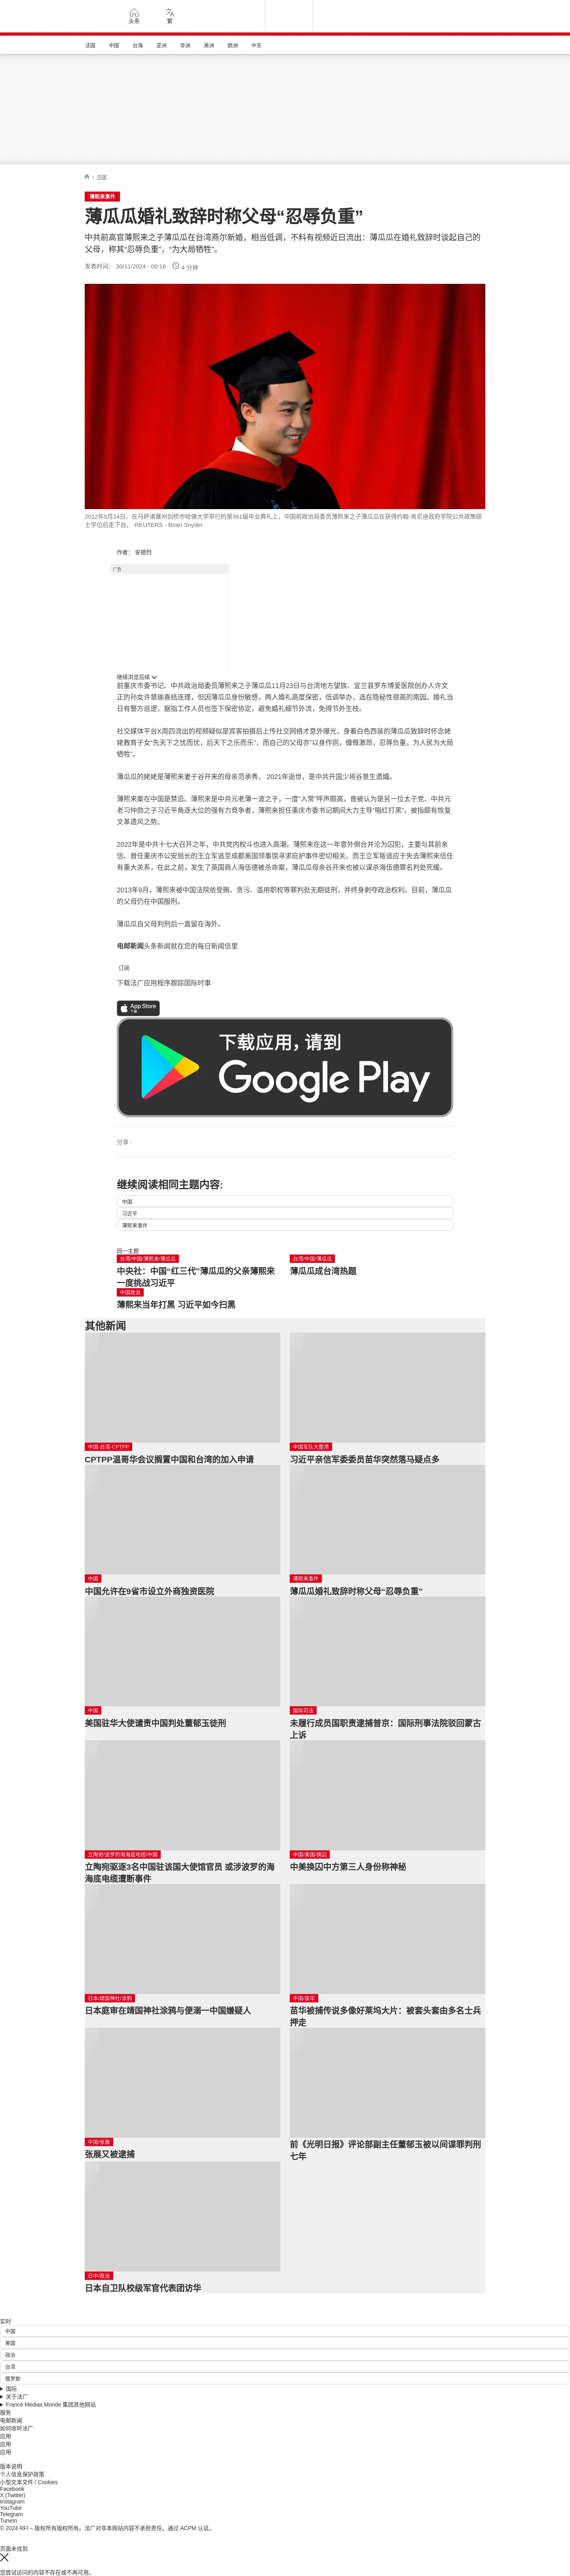 头条
繁
法国 中国 台海 亚洲 非洲 美洲 欧洲 中东
/ 中国
薄熙来事件
薄瓜瓜婚礼致辞时称父母“忍辱负重”
中共前高官薄熙来之子薄瓜瓜在台湾燕尔新婚，相当低调，不料有视频近日流出：薄瓜瓜在婚礼致辞时谈起自己的
父母，称其“忍辱负重”，“为大局牺牲”。
发表时间： 30/11/2024 - 00:16 4 分钟
2012年5月24日，在马萨诸塞州剑桥市哈佛大学举行的第361届毕业典礼上，中国前政治局委员薄熙来之子薄瓜瓜在获得约翰·肯尼迪政府学院公共政策硕
士学位后走下台。 REUTERS - Brian Snyder
作者： 安德烈
广告
继续浏览后续
前重庆市委书记、中共政治局委员薄熙来之子薄瓜瓜11月23日与台湾地方望族、宜兰县罗东博爱医院创办人许文
正的孙女许慧瑜喜结连理，但因薄瓜瓜身份敏感，两人婚礼高度保密，低调举办，选在隐秘性很高的南园。婚礼当
日有警方巡逻，据指工作人员也签下保密协定，避免婚礼细节外流，免得节外生枝。
社交媒体平台X周四流出的视频疑似是宾客拍摄后上传社交网络才意外曝光，身着白色西装的薄瓜瓜致辞时怀念姥
姥教育子女“先天下之忧而忧，后天下之乐而乐”，而自己的父母亦“以身作则，慷慨激昂，忍辱负重，为人民为大局
牺牲”。
薄瓜瓜的姥姥是薄熙来妻子谷开来的母亲范承秀， 2021年逝世，是中共开国少将谷景生遗孀。
薄熙来案在中国是禁忌。薄熙来是中共元老薄一波之子，一度“入常”呼声颇高，曾被认为是另一位太子党、中共元
老习仲勋之子习近平角逐大位的强有力竞争者，薄熙来担任重庆市委书记期间大力主导“唱红打黑”，被指颇有恢复
文革遗风之势。
2022年是中共十七大召开之年，中共党内权斗也进入高潮。薄熙来在这一年意外倒台并沦为囚犯，主要与其前亲
信、曾任重庆市公安局长的王立军逃至成都美国领事馆寻求庇护事件密切相关。而王立军叛逃应于失去薄熙来信任
有重大关系，在此之前，发生了英国商人海伍德被杀命案，薄瓜瓜母亲谷开来也被以谋杀海伍德罪名判处死缓。
2013年9月，薄熙来被中国法院依受贿、贪污、滥用职权等罪判处无期徒刑，并终身剥夺政治权利。目前，薄瓜瓜
的父母仍在中国服刑。
薄瓜瓜自父母判刑后一直留在海外。
电邮新闻头条新闻就在您的每日新闻信里
订阅
下载法广应用程序跟踪国际时事
App Store
下载
下载应用，请到
Google Play
分享 :
继续阅读相同主题内容:
中国
习近平
薄熙来事件
同一主题
台湾/中国/薄熙来/薄瓜瓜
中央社：中国“红三代”薄瓜瓜的父亲薄熙来
一度挑战习近平
台湾/中国/薄瓜瓜
薄瓜瓜成台湾热题
中国政治
薄熙来当年打黑 习近平如今扫黑
其他新闻
中国-台湾-CPTPP
CPTPP温哥华会议搁置中国和台湾的加入申请
中国军队大整肃
习近平亲信军委委员苗华突然落马疑点多
中国
中国允许在9省市设立外商独资医院
薄熙来事件
薄瓜瓜婚礼致辞时称父母“忍辱负重”
中国
美国驻华大使谴责中国判处董郁玉徒刑
国际司法
未履行成员国职责逮捕普京：国际刑事法院驳回蒙古
上诉
立陶宛/波罗的海海底电缆/中国
立陶宛驱逐3名中国驻该国大使馆官员 或涉波罗的海
海底电缆遭断事件
中国/美国/换囚
中美换囚中方第三人身份称神秘
日本/靖国神社/涂鸦
日本庭审在靖国神社涂鸦与便溺一中国嫌疑人
中国/苗华
苗华被捕传说多像好莱坞大片：被套头套由多名士兵
押走
中国/张展
张展又被逮捕
前《光明日报》评论部副主任董郁玉被以间谍罪判刑
七年
日中/政治
日本自卫队校级军官代表团访华
实时
中国
美国
政治
台湾
俄罗斯
国际
关于法广
France Médias Monde 集团其他网站
服务
电邮新闻
如何收听法广
应用
应用
应用
版本说明
个人信息保护政策
小型文本文件 / Cookies
Facebook
X (Twitter)
Instagram
YouTube
Telegram
TuneIn
© 2024 RFI – 版权所有版权所有。法广对非本网站内容不承担责任。通过 ACPM 认证。
页面未找到
您尝试访问的内容不存在或不再可用。